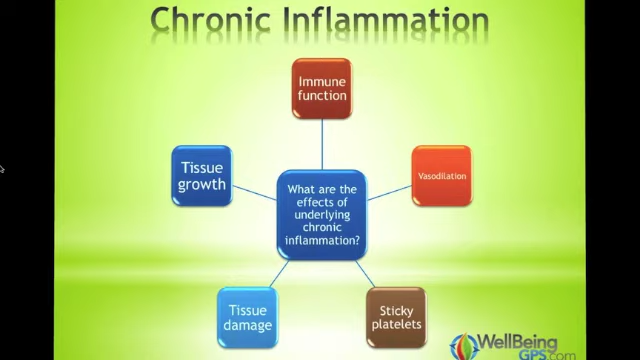 Chronic Inflammation
Immune
function
Tissue
growth
Vasodilation
What are the
effects of
underlying
chronic
inflammation?
Tissue
damage
Sticky
platelets
WellBeing
GPS.com